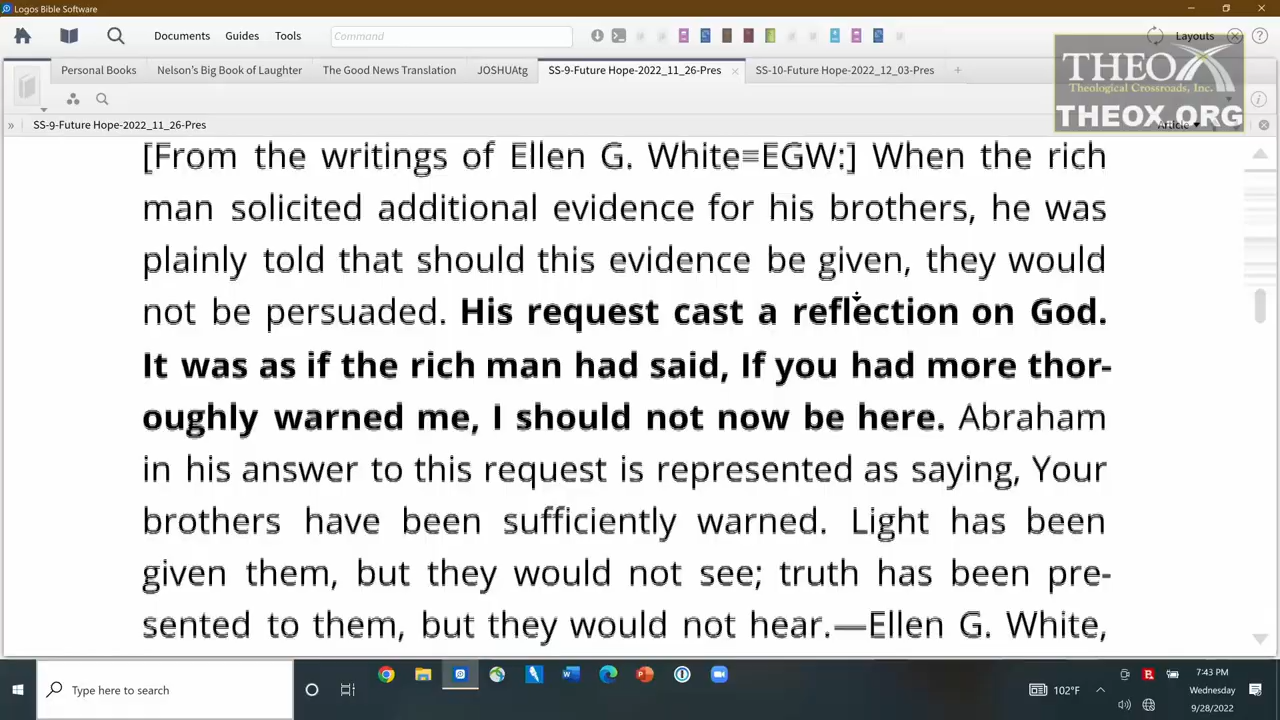 Logos Bible Software
Documents Guides Tools Command Layouts
Personal Books Nelson's Big Book of Laughter The Good News Translation JOSHUAtg SS-9-Future Hope-2022_11_26-Pres SS-10-Future Hope-2022_12_03-Pres
THEOX
Theological Crossroads, Inc.
THEOX.ORG
SS-9-Future Hope-2022_11_26-Pres Article
[From the writings of Ellen G. White≡EGW:] When the rich
man solicited additional evidence for his brothers, he was
plainly told that should this evidence be given, they would
not be persuaded. His request cast a reflection on God.
It was as if the rich man had said, If you had more thor-
oughly warned me, I should not now be here. Abraham
in his answer to this request is represented as saying, Your
brothers have been sufficiently warned. Light has been
given them, but they would not see; truth has been pre-
sented to them, but they would not hear.—Ellen G. White,
Type here to search
102°F
7:43 PM
Wednesday
9/28/2022